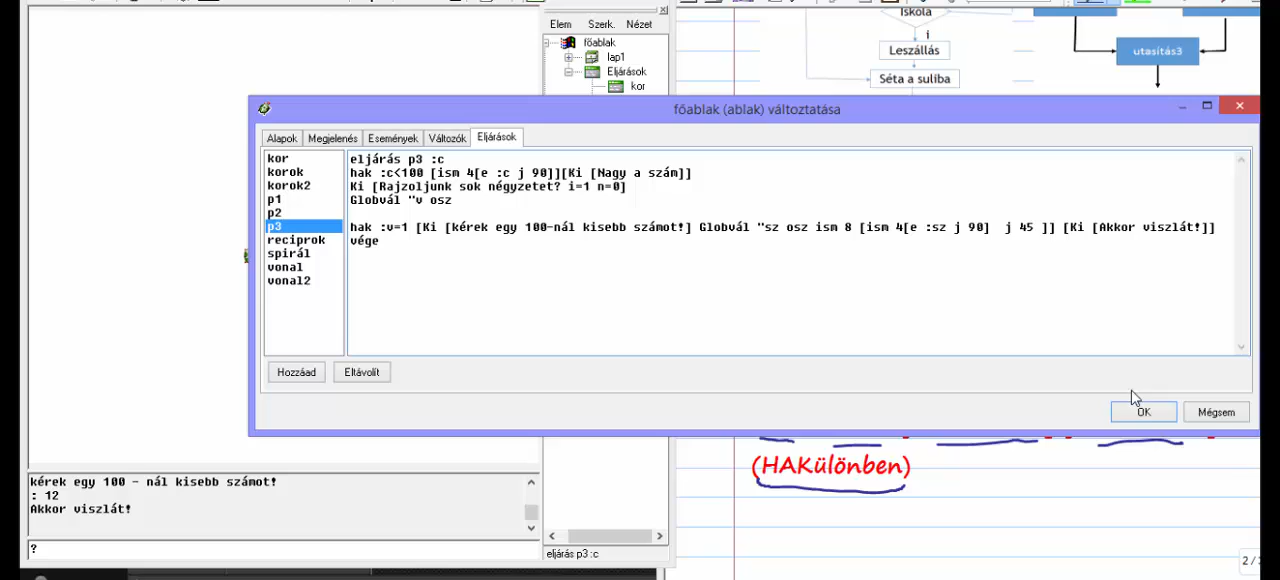 Elem Szerk. Nézet
főablak
lap1
Eljárások
kor
Iskola
i
Leszállás
Séta a suliba
utasítás3
főablak (ablak) változtatása
Alapok Megjelenés Események Változók Eljárások
kor
korok
korok2
p1
p2
p3
reciprok
spirál
vonal
vonal2
eljárás p3 :c
hak :c<100 [ism 4[e :c j 90]][Ki [Nagy a szám]]
Ki [Rajzoljunk sok négyzetet? i=1 n=0]
Globvál "v osz
hak :v=1 [Ki [kérek egy 100-nál kisebb számot!] Globvál "sz osz ism 8 [ism 4[e :sz j 90]  j 45 ]] [Ki [Akkor viszlát!]]
vége
Hozzáad Eltávolít
OK Mégsem
(HAKülönben)
kérek egy 100 - nál kisebb számot!
: 12
Akkor viszlát!
?
eljárás p3 :c